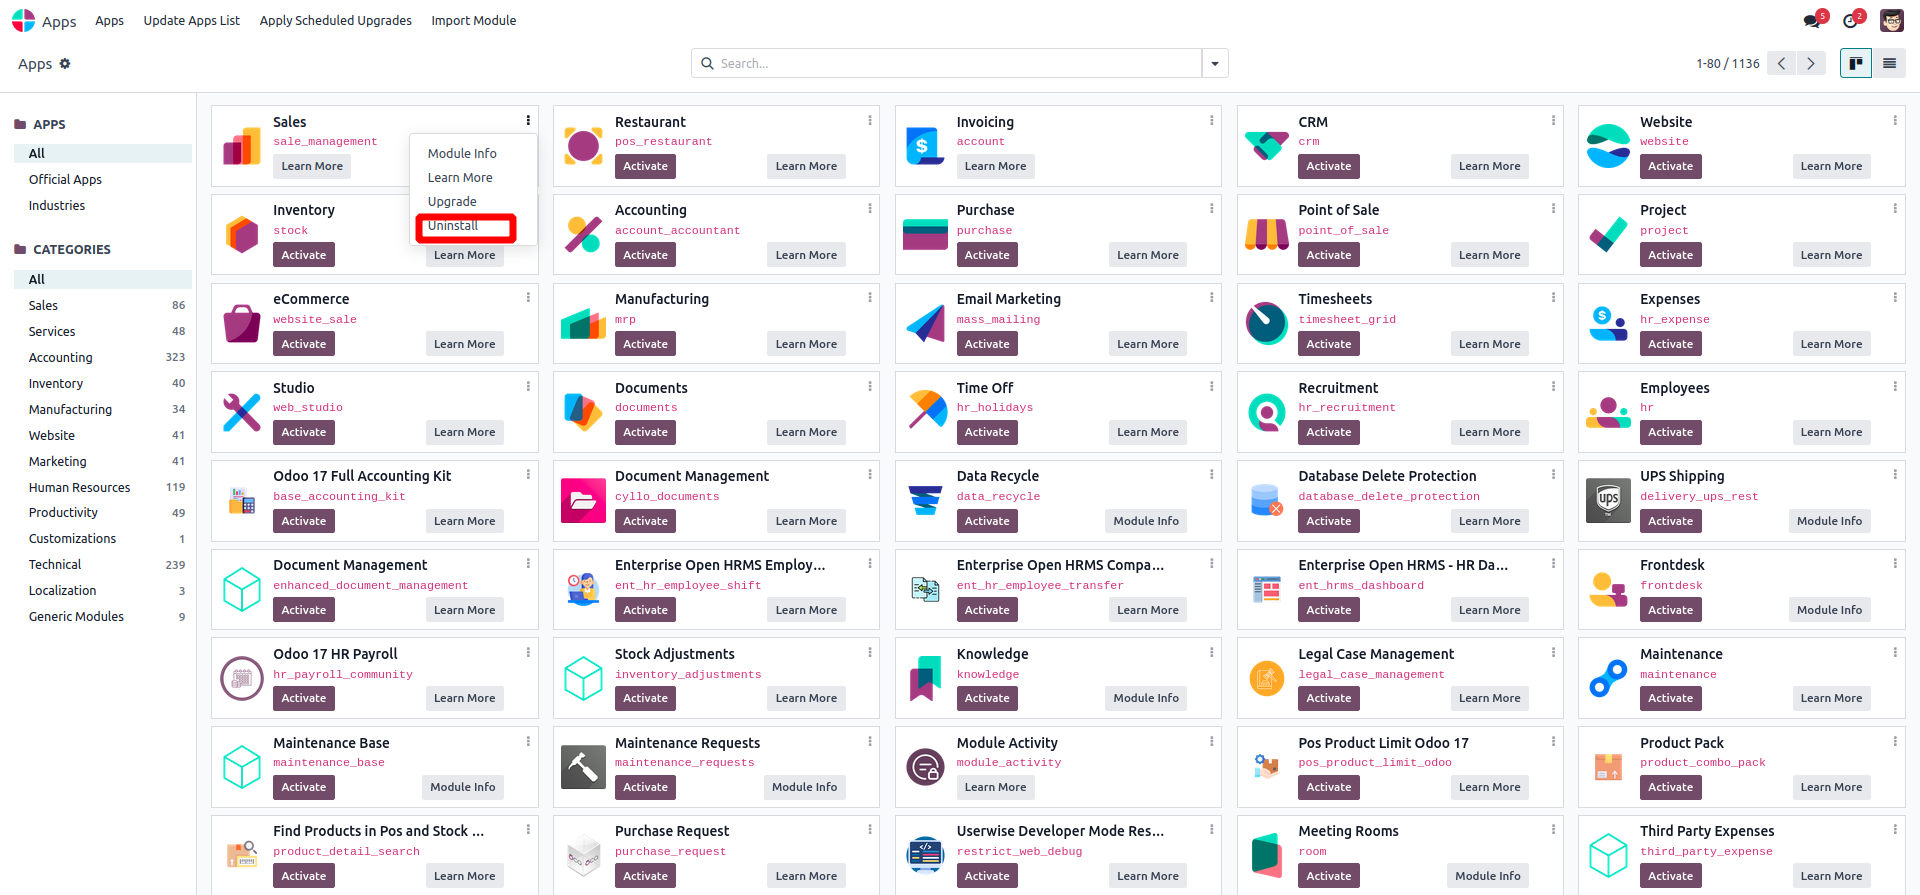 Apps Apps Update Apps List Apply Scheduled Upgrades Import Module 5 2
Apps Search... 1-80 / 1136
APPS
All
Official Apps
Industries
CATEGORIES
All
Sales 86
Services 48
Accounting 323
Inventory 40
Manufacturing 34
Website 41
Marketing 41
Human Resources 119
Productivity 49
Customizations 1
Technical 239
Localization 3
Generic Modules 9
Sales Restaurant Invoicing CRM Website
sale_management pos_restaurant account crm website
Learn More Activate Learn More Learn More Activate Learn More Activate Learn More
Module Info
Learn More
Upgrade
Uninstall
Inventory Accounting Purchase Point of Sale Project
stock account_accountant purchase point_of_sale project
Activate Learn More Activate Learn More Activate Learn More Activate Learn More Activate Learn More
eCommerce Manufacturing Email Marketing Timesheets Expenses
website_sale mrp mass_mailing timesheet_grid hr_expense
Activate Learn More Activate Learn More Activate Learn More Activate Learn More Activate Learn More
Studio Documents Time Off Recruitment Employees
web_studio documents hr_holidays hr_recruitment hr
Activate Learn More Activate Learn More Activate Learn More Activate Learn More Activate Learn More
Odoo 17 Full Accounting Kit Document Management Data Recycle Database Delete Protection UPS Shipping
base_accounting_kit cyllo_documents data_recycle database_delete_protection delivery_ups_rest
Activate Learn More Activate Learn More Activate Module Info Activate Learn More ups Activate Module Info
Document Management Enterprise Open HRMS Employ... Enterprise Open HRMS Compa... Enterprise Open HRMS - HR Da... Frontdesk
enhanced_document_management ent_hr_employee_shift ent_hr_employee_transfer ent_hrms_dashboard frontdesk
Activate Learn More Activate Learn More Activate Learn More Activate Learn More Activate Module Info
Odoo 17 HR Payroll Stock Adjustments Knowledge Legal Case Management Maintenance
hr_payroll_community inventory_adjustments knowledge legal_case_management maintenance
Activate Learn More Activate Learn More Activate Module Info Activate Learn More Activate Learn More
Maintenance Base Maintenance Requests Module Activity Pos Product Limit Odoo 17 Product Pack
maintenance_base maintenance_requests module_activity pos_product_limit_odoo product_combo_pack
Activate Module Info Activate Module Info Learn More Activate Learn More Activate Learn More
Find Products in Pos and Stock ... Purchase Request Userwise Developer Mode Res... Meeting Rooms Third Party Expenses
product_detail_search purchase_request restrict_web_debug room third_party_expense
Activate Learn More Activate Learn More Activate Learn More Activate Module Info Activate Learn More